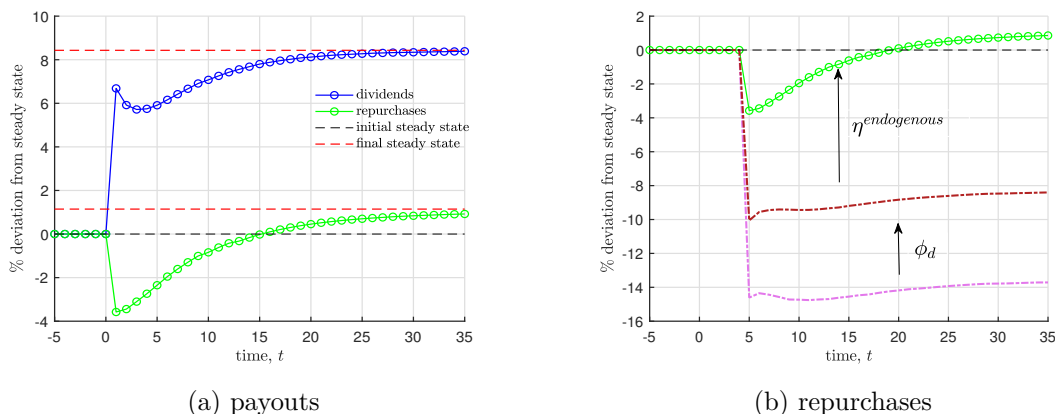 10
8
6
4
2
0
-2
-4
-5 0 5 10 15 20 25 30 35
% deviation from steady state
time, t
dividends
repurchases
initial steady state
final steady state
(a) payouts
2
0
-2
-4
-6
-8
-10
-12
-14
-16
-5 0 5 10 15 20 25 30 35
% deviation from steady state
time, t
η^endogenous
ϕ_d
(b) repurchases